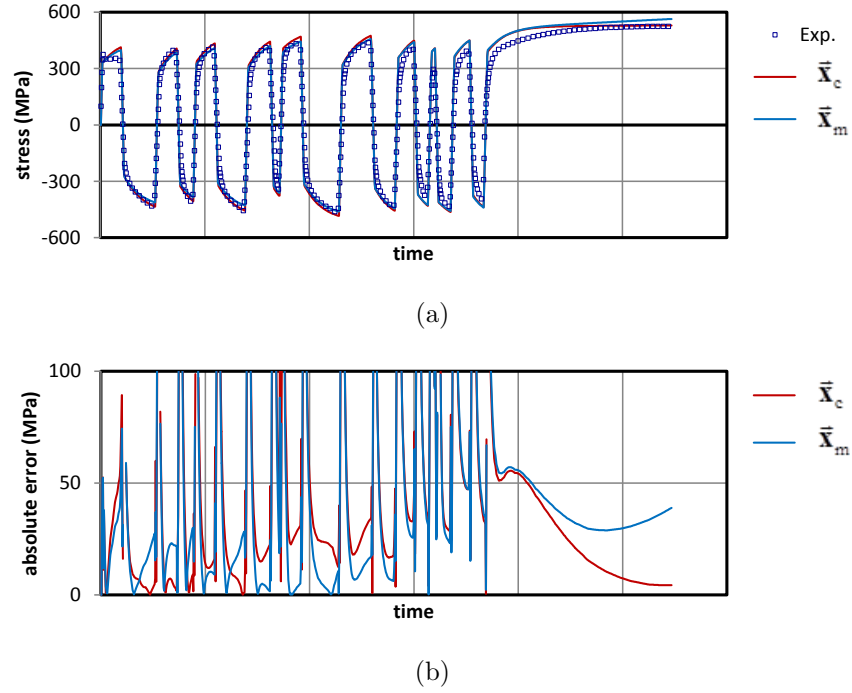 600
300
0
-300
-600
stress (MPa)
time
Exp.
x⃗c
x⃗m
(a)
100
50
0
absolute error (MPa)
time
x⃗c
x⃗m
(b)